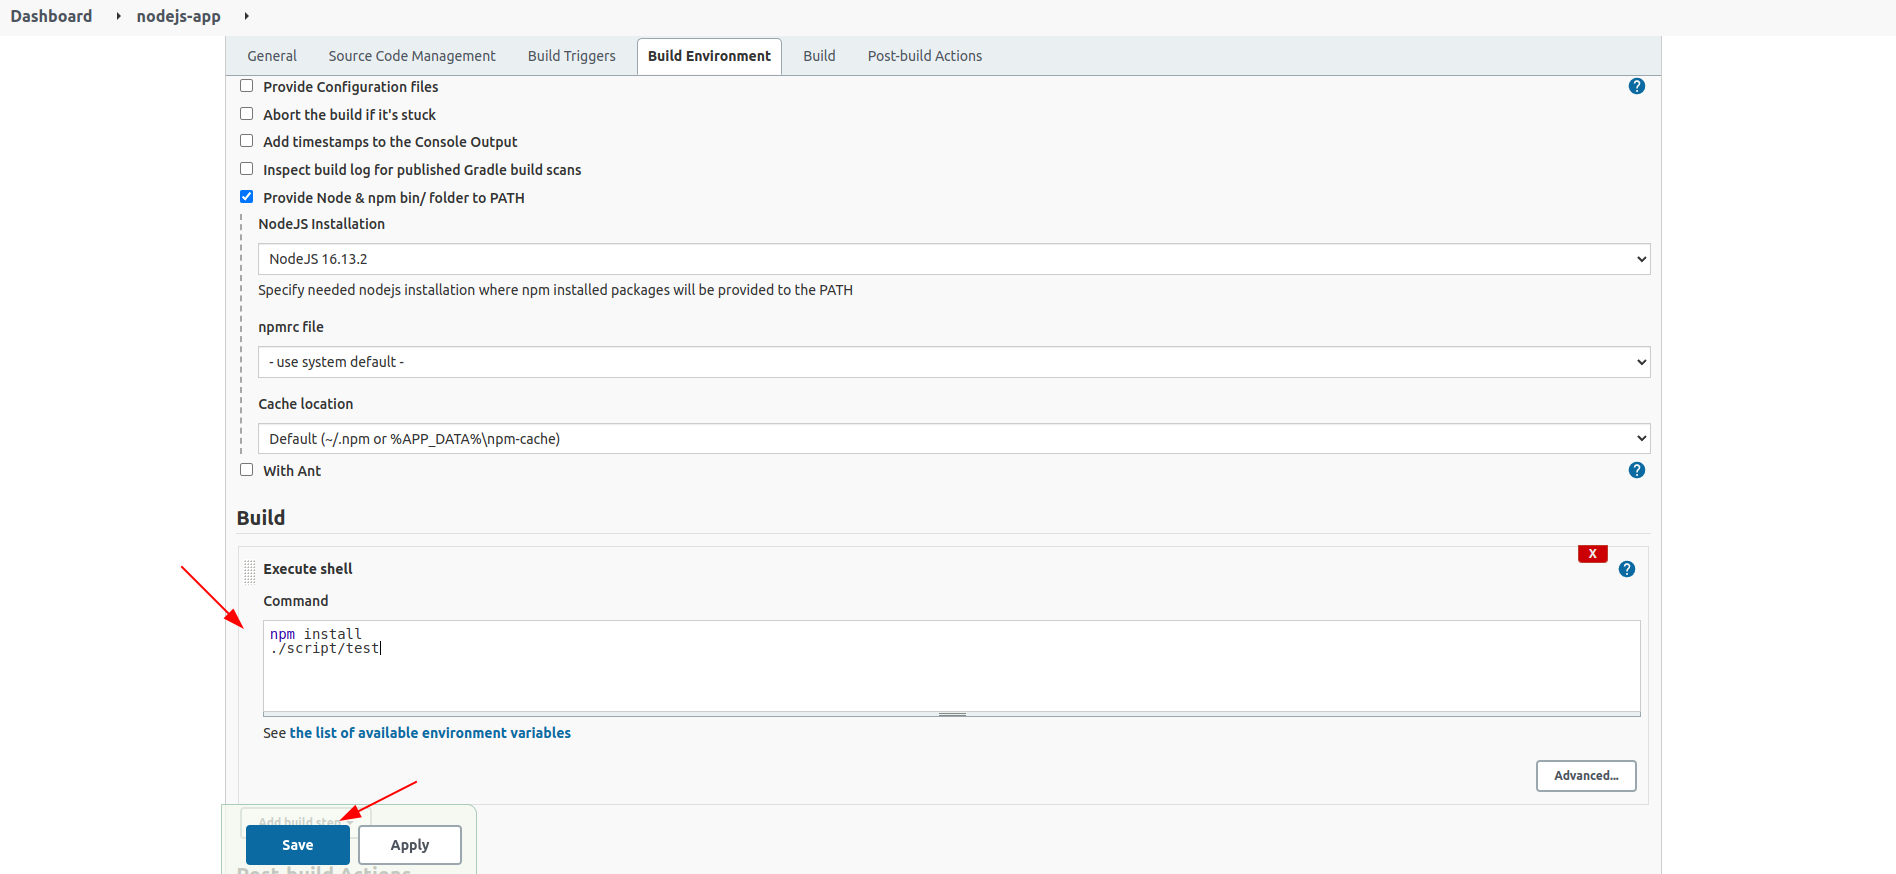 Dashboard nodejs-app
General Source Code Management Build Triggers Build Environment Build Post-build Actions
Provide Configuration files ?
Abort the build if it's stuck
Add timestamps to the Console Output
Inspect build log for published Gradle build scans
Provide Node & npm bin/ folder to PATH
NodeJS Installation
NodeJS 16.13.2
Specify needed nodejs installation where npm installed packages will be provided to the PATH
npmrc file
- use system default -
Cache location
Default (~/.npm or %APP_DATA%\npm-cache)
With Ant ?
Build
X
Execute shell ?
Command
npm install
./script/test
See the list of available environment variables
Advanced...
Add build step
Save Apply
Post-build Actions